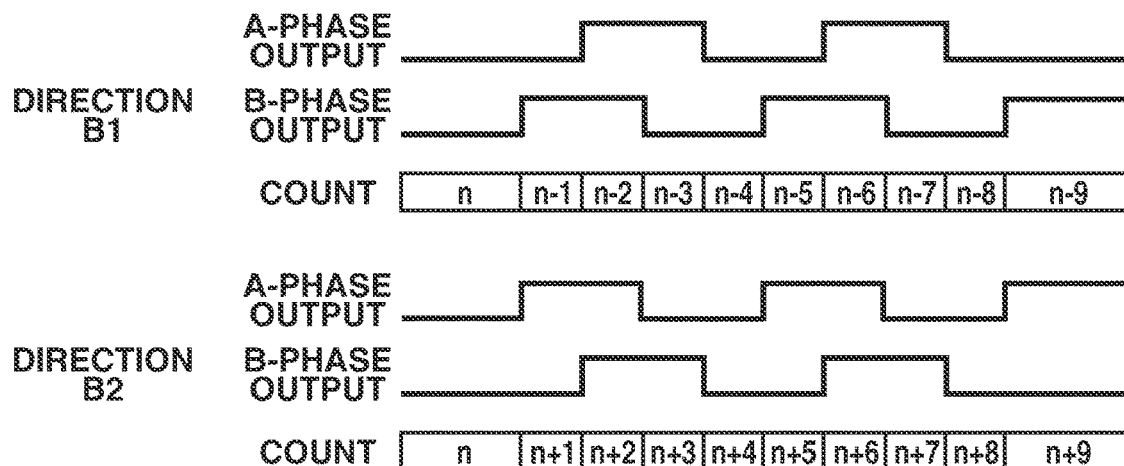 A-PHASE
OUTPUT
DIRECTION
B1
B-PHASE
OUTPUT
COUNT n n-1 n-2 n-3 n-4 n-5 n-6 n-7 n-8 n-9
A-PHASE
OUTPUT
DIRECTION
B2
B-PHASE
OUTPUT
COUNT n n+1 n+2 n+3 n+4 n+5 n+6 n+7 n+8 n+9